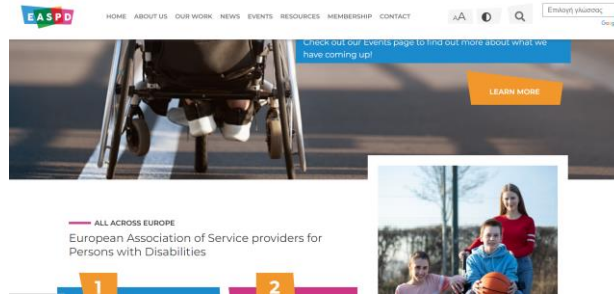 EASPD
HOME ABOUT US OUR WORK NEWS EVENTS RESOURCES MEMBERSHIP CONTACT
AA
Επιλογή γλώσσας
Check out our Events page to find out more about what we
have coming up!
LEARN MORE
ALL ACROSS EUROPE
European Association of Service providers for
Persons with Disabilities
1
2